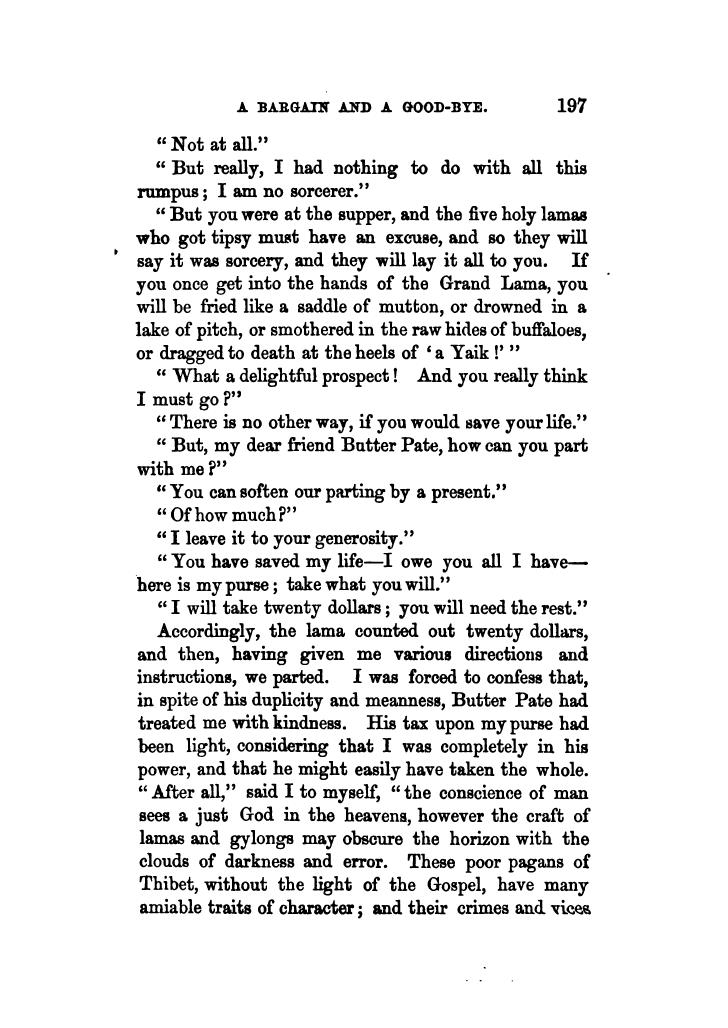 A BARGAIN AND A GOOD-BYE. 197
“Not at all.”
“But really, I had nothing to do with all this
rumpus; I am no sorcerer.”
“But you were at the supper, and the five holy lamas
who got tipsy must have an excuse, and so they will
say it was sorcery, and they will lay it all to you. If
you once get into the hands of the Grand Lama, you
will be fried like a saddle of mutton, or drowned in a
lake of pitch, or smothered in the raw hides of buffaloes,
or dragged to death at the heels of ‘a Yaik!’”
“What a delightful prospect! And you really think
I must go?”
“There is no other way, if you would save your life.”
“But, my dear friend Butter Pate, how can you part
with me?”
“You can soften our parting by a present.”
“Of how much?”
“I leave it to your generosity.”
“You have saved my life—I owe you all I have—
here is my purse; take what you will.”
“I will take twenty dollars; you will need the rest.”
Accordingly, the lama counted out twenty dollars,
and then, having given me various directions and
instructions, we parted. I was forced to confess that,
in spite of his duplicity and meanness, Butter Pate had
treated me with kindness. His tax upon my purse had
been light, considering that I was completely in his
power, and that he might easily have taken the whole.
“After all,” said I to myself, “the conscience of man
sees a just God in the heavens, however the craft of
lamas and gylongs may obscure the horizon with the
clouds of darkness and error. These poor pagans of
Thibet, without the light of the Gospel, have many
amiable traits of character; and their crimes and vices